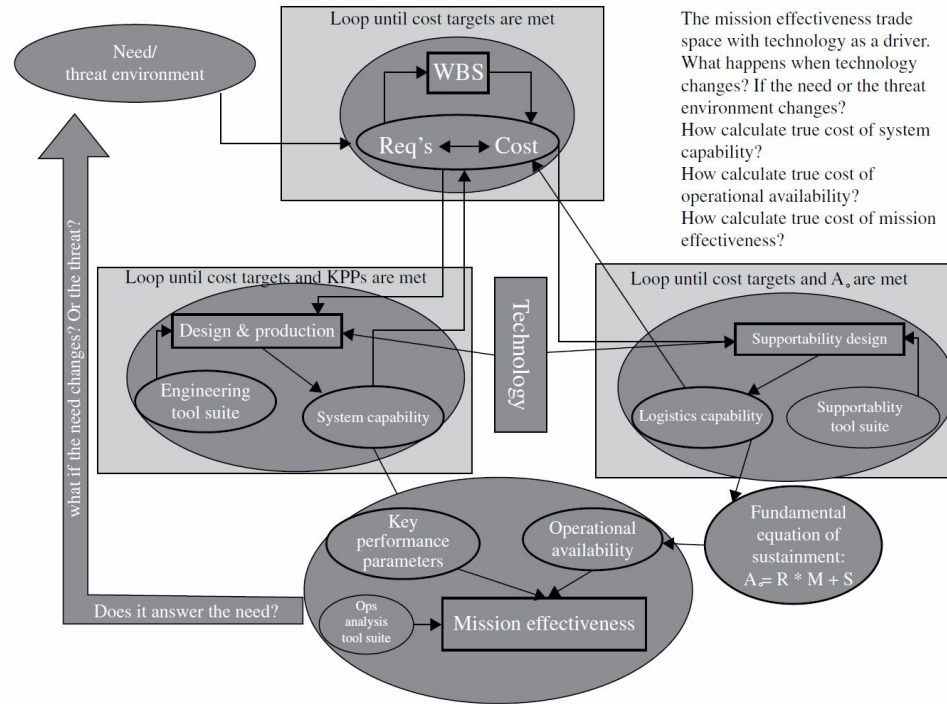 Loop until cost targets are met
Need/
threat environment
WBS
Req's
Cost
The mission effectiveness trade
space with technology as a driver.
What happens when technology
changes? If the need or the threat
environment changes?
How calculate true cost of system
capability?
How calculate true cost of
operational availability?
How calculate true cost of mission
effectiveness?
Loop until cost targets and KPPs are met
Design & production
Engineering
tool suite
System capability
Technology
Loop until cost targets and Aₒ are met
Supportability design
Logistics capability
Supportablity
tool suite
what if the need changes? Or the threat?
Does it answer the need?
Key
performance
parameters
Operational
availability
Ops
analysis
tool suite
Mission effectiveness
Fundamental
equation of
sustainment:
Aₒ= R * M + S